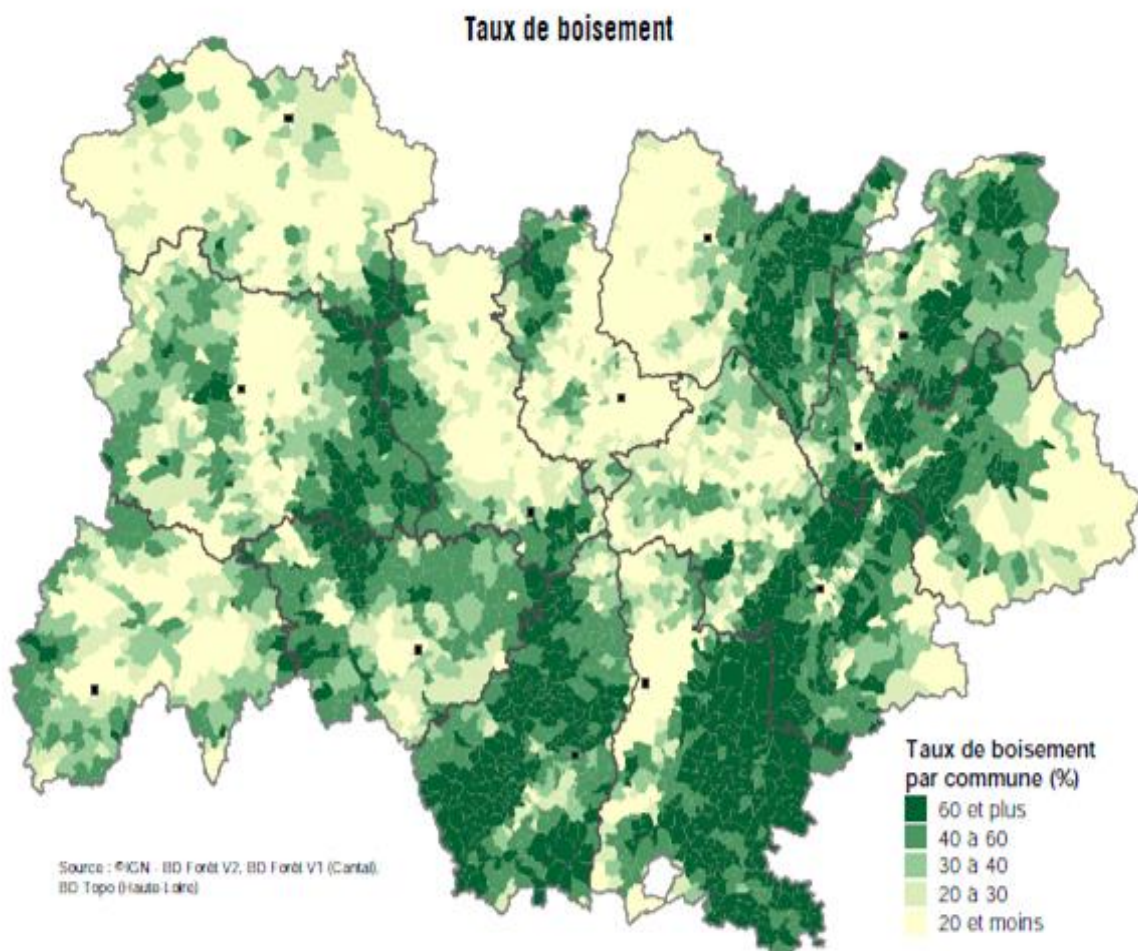 Taux de boisement
Taux de boisement
par commune (%)
60 et plus
40 à 60
30 à 40
20 à 30
20 et moins
Source : ©IGN - BD Forêt V2, BD Forêt V1 (Cantal),
BD Topo (Haute-Loire)